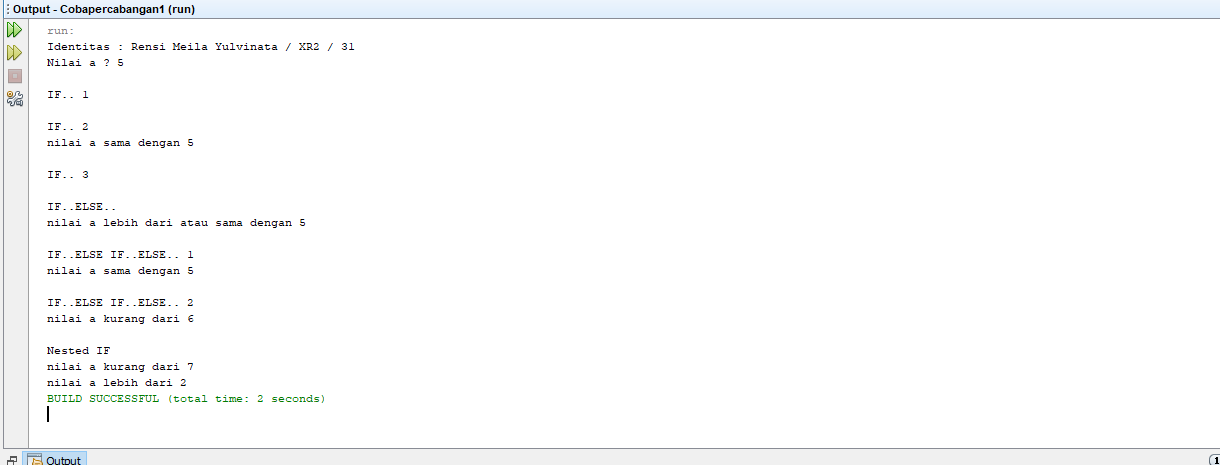 Output - Cobapercabangan1 (run)
run:
Identitas : Rensi Meila Yulvinata / XR2 / 31
Nilai a ? 5
IF.. 1
IF.. 2
nilai a sama dengan 5
IF.. 3
IF..ELSE..
nilai a lebih dari atau sama dengan 5
IF..ELSE IF..ELSE.. 1
nilai a sama dengan 5
IF..ELSE IF..ELSE.. 2
nilai a kurang dari 6
Nested IF
nilai a kurang dari 7
nilai a lebih dari 2
BUILD SUCCESSFUL (total time: 2 seconds)
Output
1